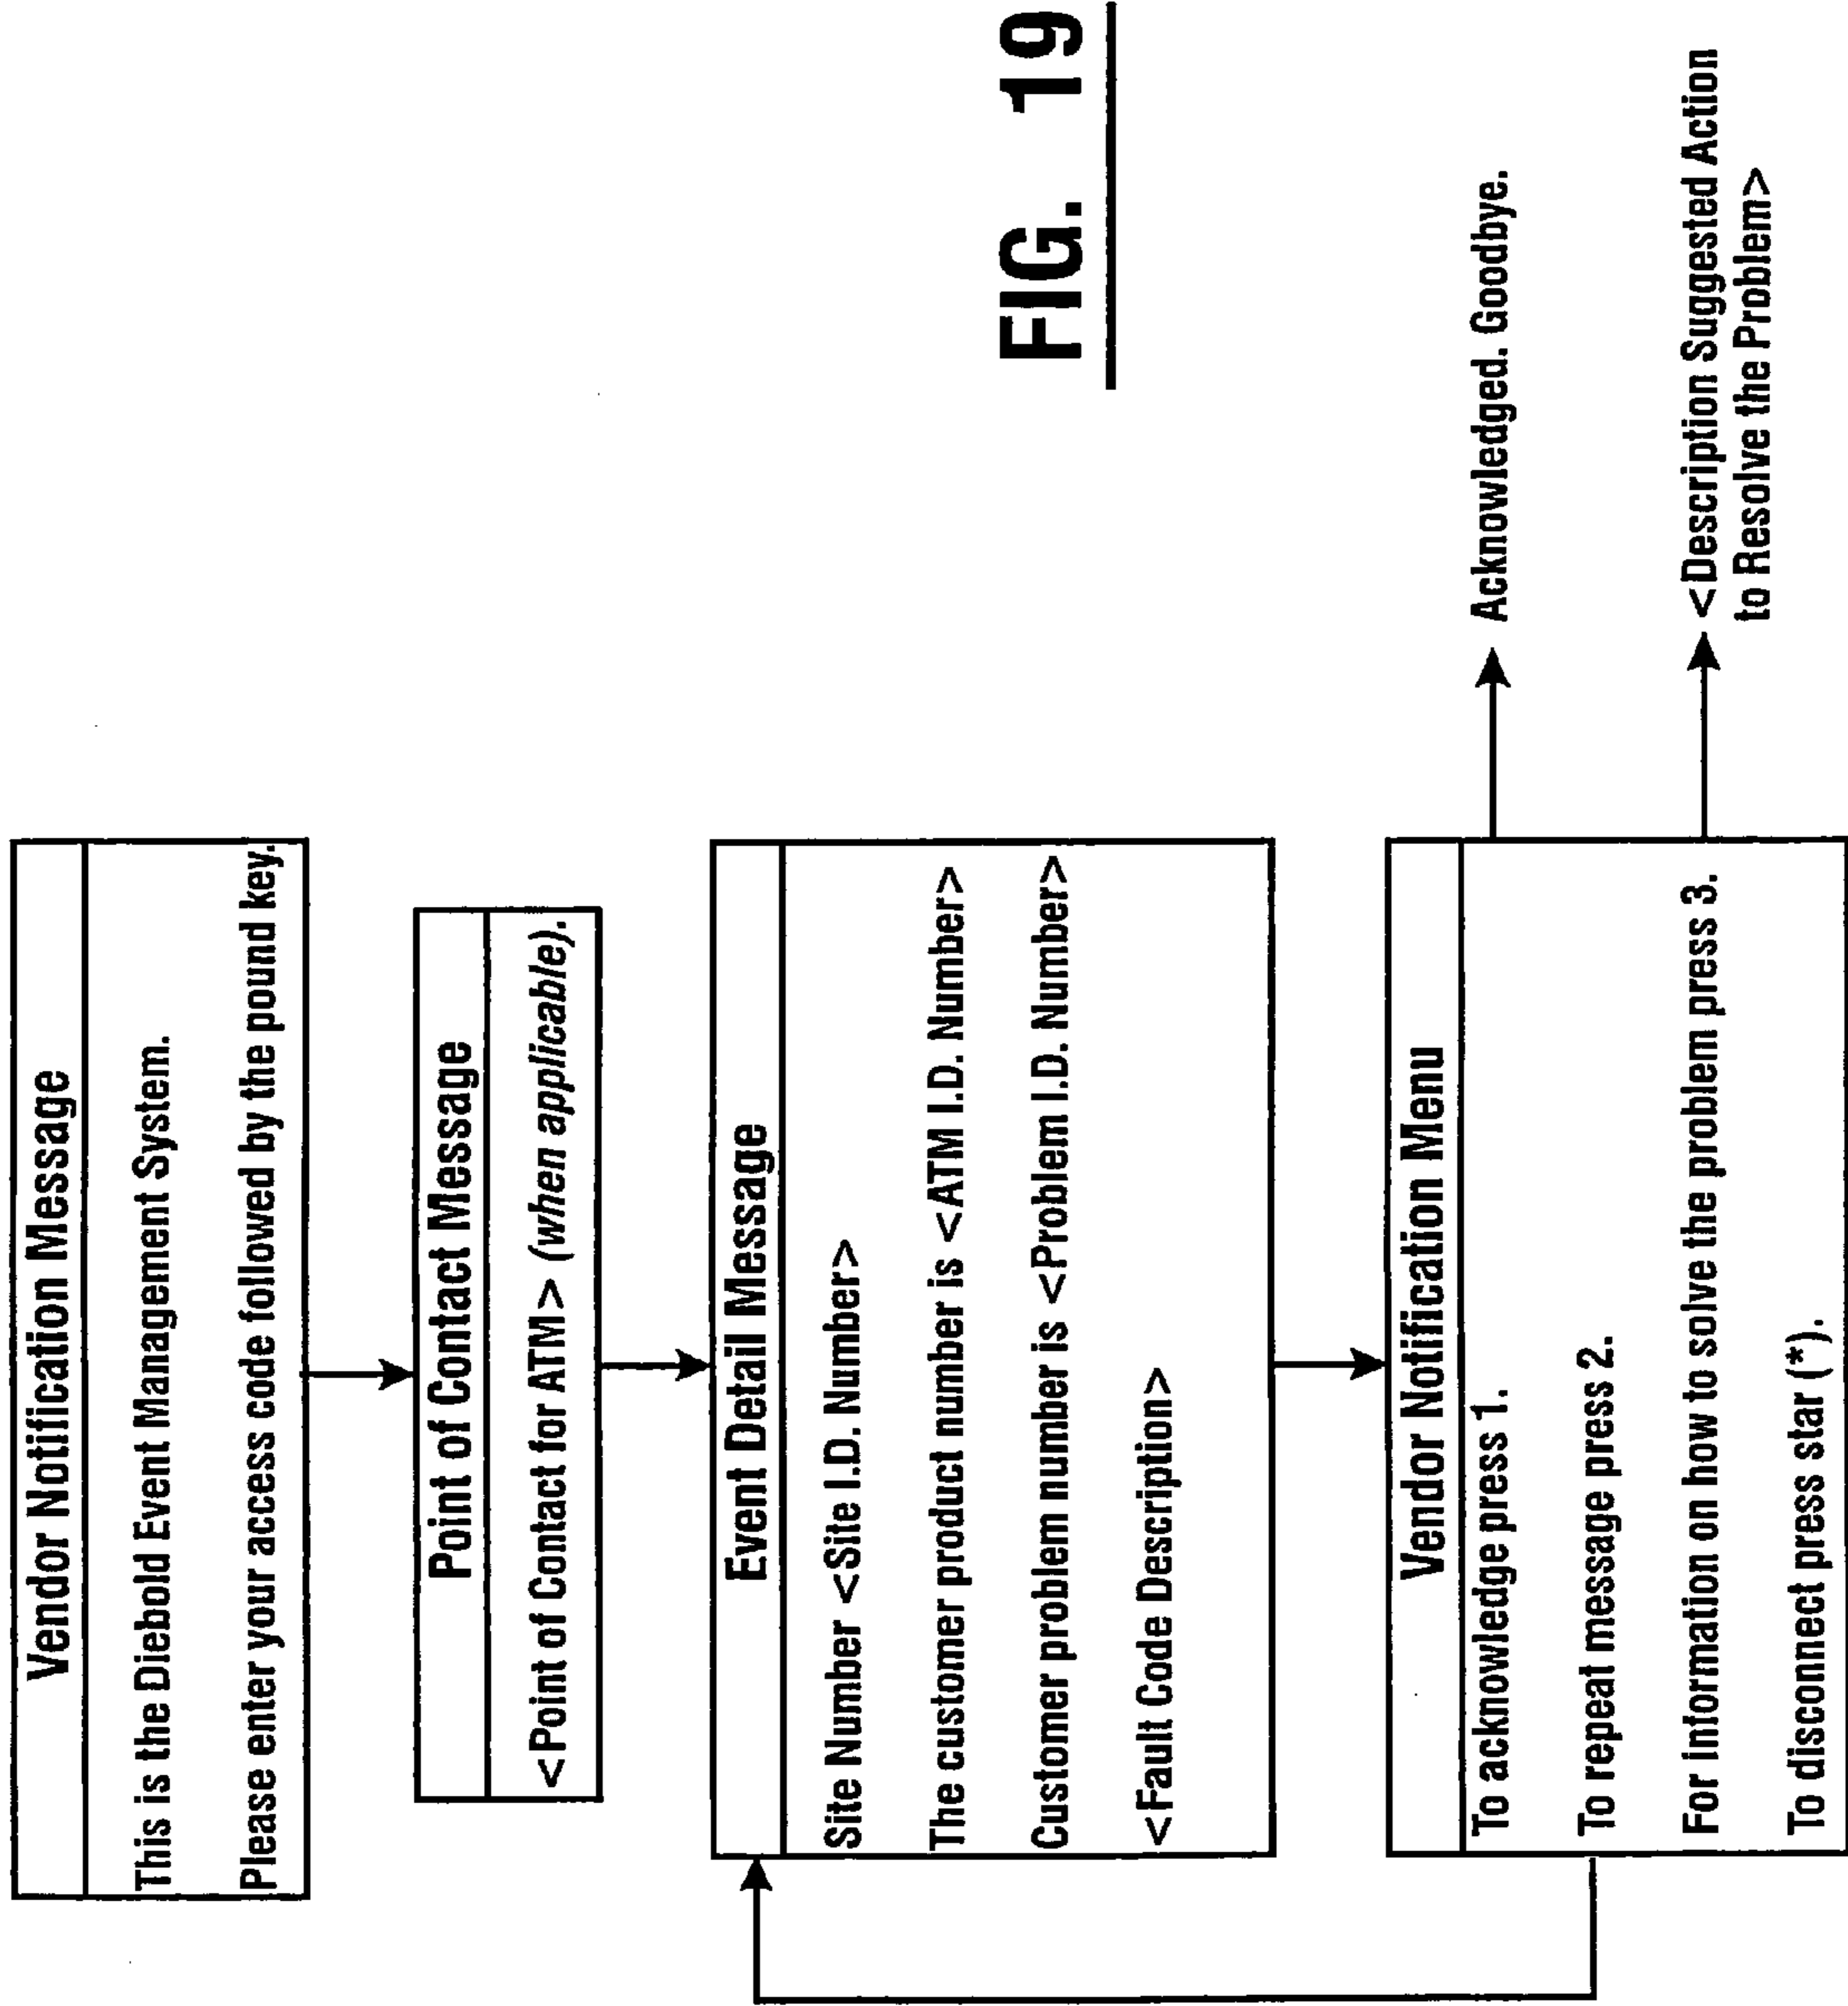 Vendor Notification Message
This is the Diebold Event Management System.
Please enter your access code followed by the pound key.
Point of Contact Message
<Point of Contact for ATM> (when applicable).
Event Detail Message
Site Number <Site I.D. Number>
The customer product number is <ATM I.D. Number>
Customer problem number is <Problem I.D. Number>
<Fault Code Description>
Vendor Notification Menu
To acknowledge press 1.
To repeat message press 2.
For information on how to solve the problem press 3.
To disconnect press star (*).
Acknowledged. Goodbye.
<Description Suggested Action
to Resolve the Problem>
FIG. 19